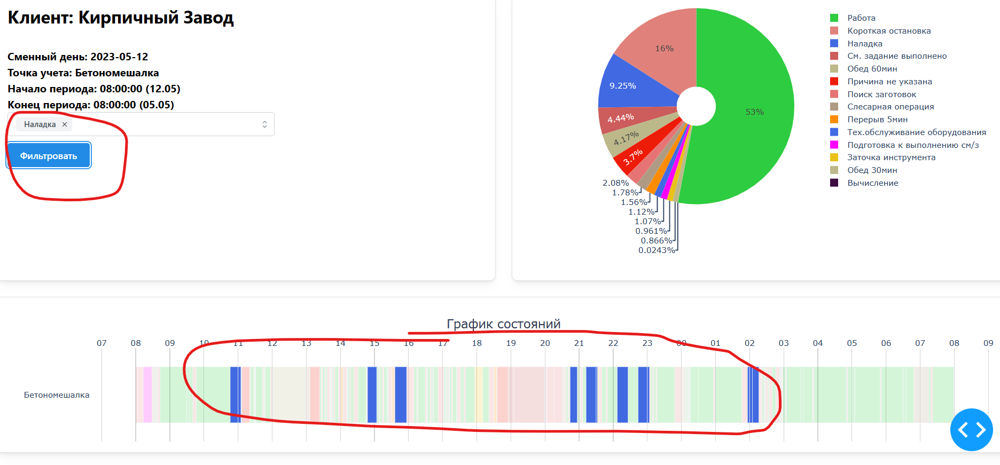 Клиент: Кирпичный Завод
Сменный день: 2023-05-12
Точка учета: Бетономешалка
Начало периода: 08:00:00 (12.05)
Конец периода: 08:00:00 (05.05)
Наладка ×
Фильтровать
53%
16%
9.25%
4.44%
4.17%
3.7%
2.08%
1.78%
1.56%
1.12%
1.07%
0.961%
0.866%
0.0243%
Работа
Короткая остановка
Наладка
См. задание выполнено
Обед 60мин
Причина не указана
Поиск заготовок
Слесарная операция
Перерыв 5мин
Тех.обслуживание оборудования
Подготовка к выполнению см/з
Заточка инструмента
Обед 30мин
Вычисление
График состояний
07 08 09 10 11 12 13 14 15 16 17 18 19 20 21 22 23 00 01 02 03 04 05 06 07 08 09
Бетономешалка